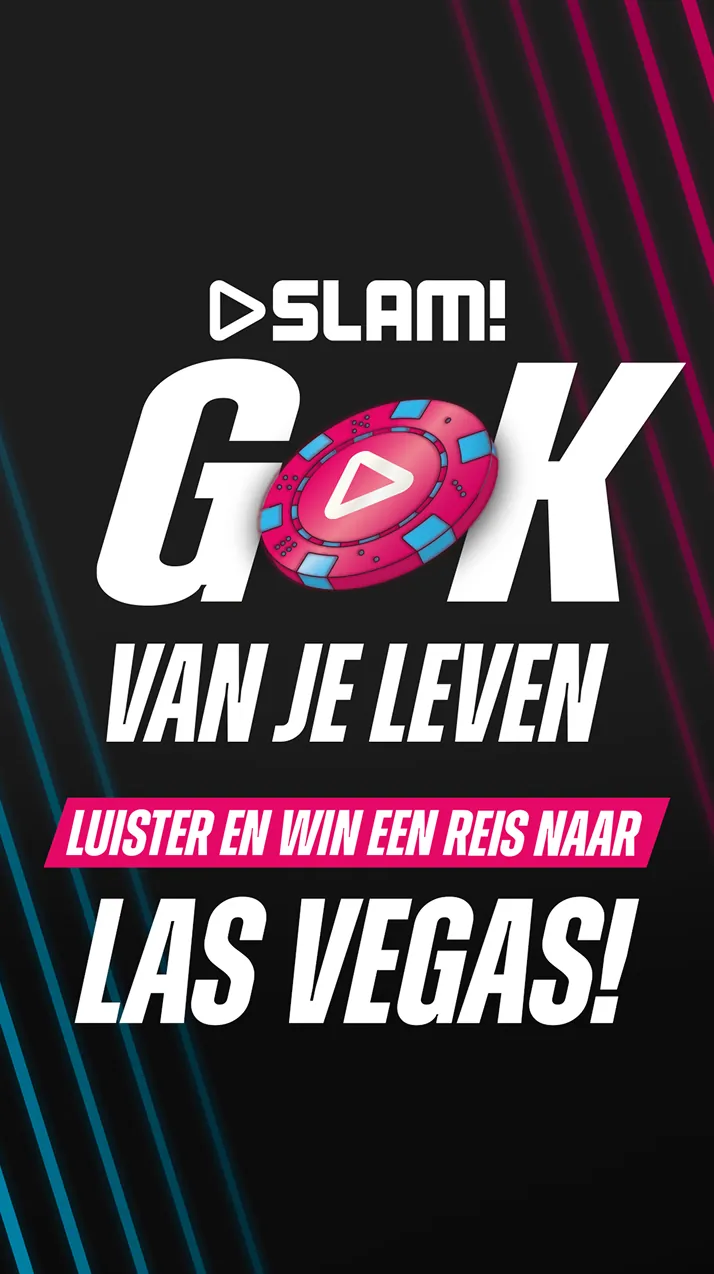 SLAM!
GOK
VAN JE LEVEN
LUISTER EN WIN EEN REIS NAAR
LAS VEGAS!